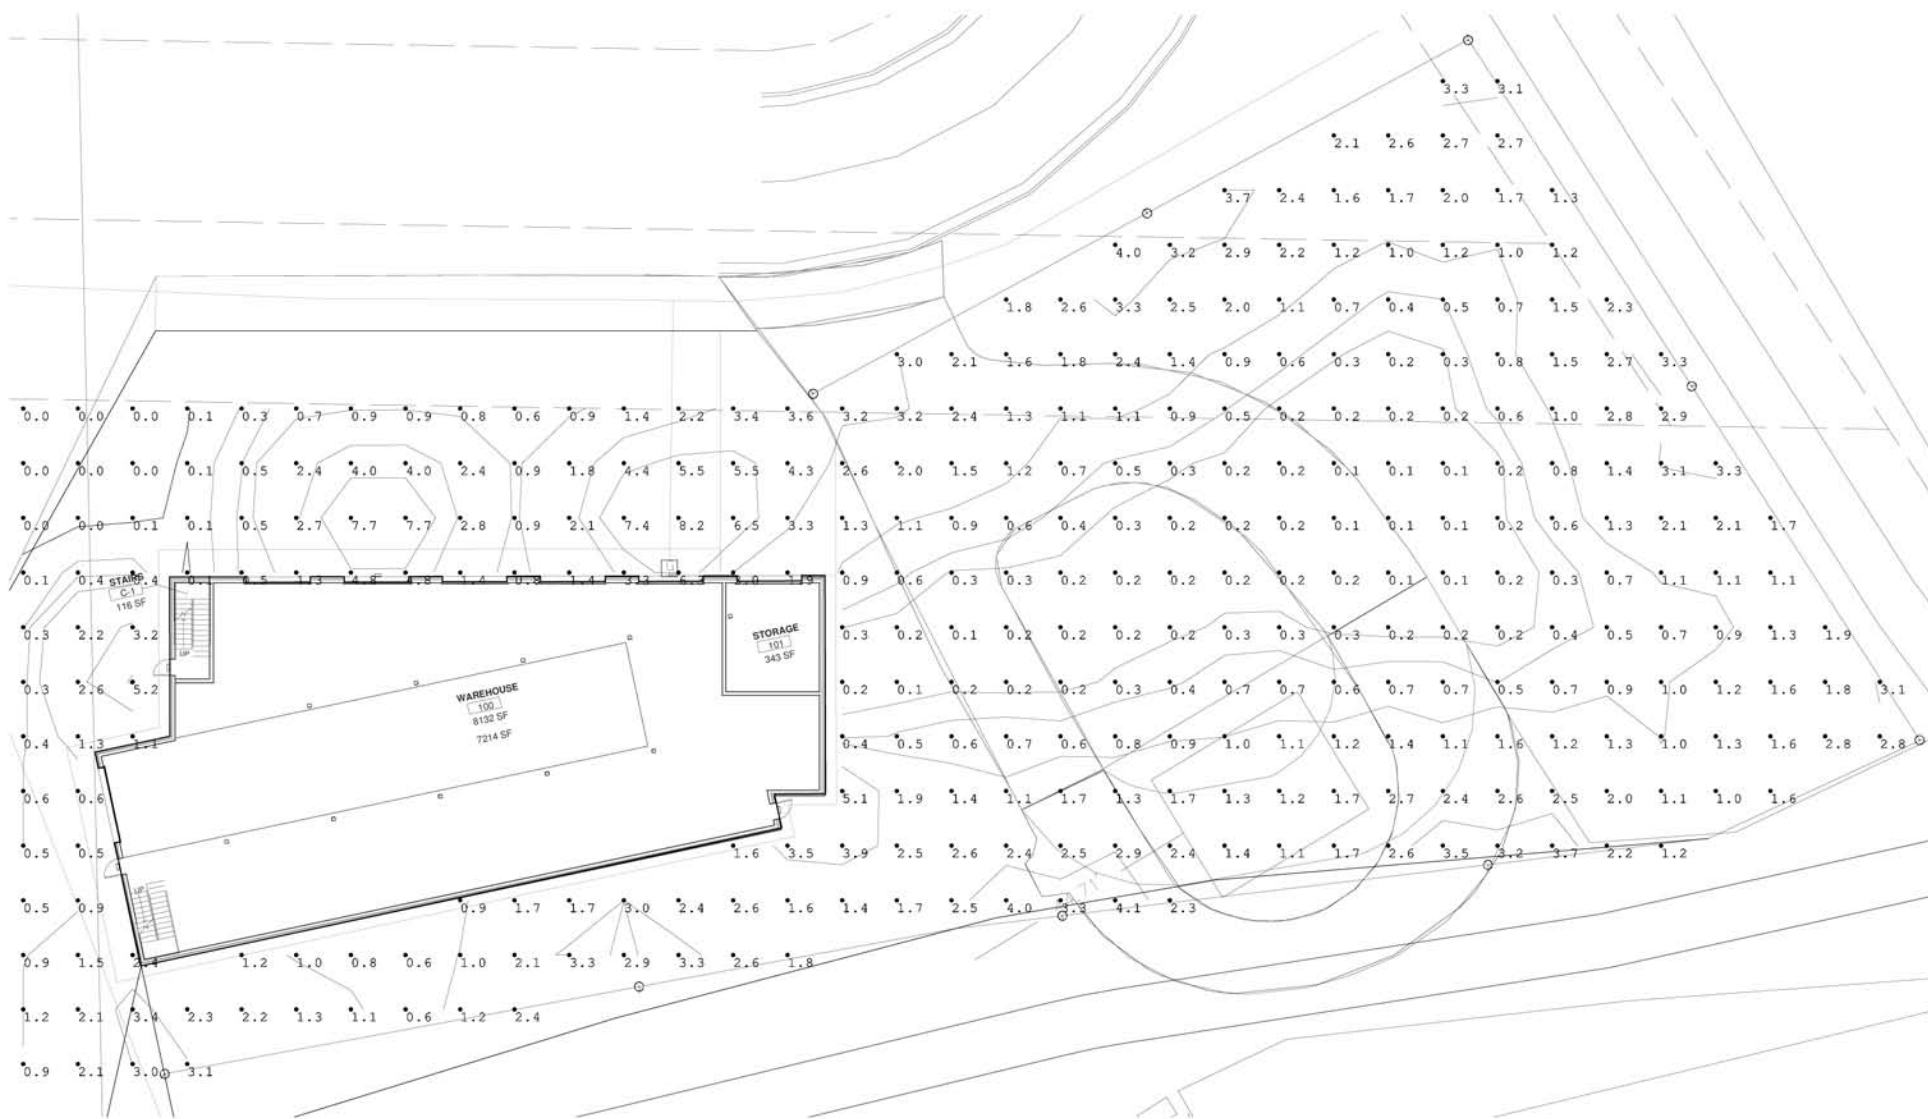 3.3 3.1
2.1 2.6 2.7 2.7
3.7 2.4 1.6 1.7 2.0 1.7 1.3
4.0 3.2 2.9 2.2 1.2 1.0 1.2 1.0 1.2
1.8 2.6 3.3 2.5 2.0 1.1 0.7 0.4 0.5 0.7 1.5 2.3
3.0 2.1 1.6 1.8 2.4 1.4 0.9 0.6 0.3 0.2 0.3 0.8 1.5 2.7 3.3
0.0 0.0 0.0 0.1 0.3 0.7 0.9 0.9 0.8 0.6 0.9 1.4 2.2 3.4 3.6 3.2 3.2 2.4 1.3 1.1 1.1 0.9 0.5 0.2 0.2 0.2 0.2 0.6 1.0 2.8 2.9
0.0 0.0 0.0 0.1 0.5 2.4 4.0 4.0 2.4 0.9 1.8 4.4 5.5 5.5 4.3 2.6 2.0 1.5 1.2 0.7 0.5 0.3 0.2 0.2 0.1 0.1 0.1 0.2 0.8 1.4 3.1 3.3
0.0 0.0 0.1 0.1 0.5 2.7 7.7 7.7 2.8 0.9 2.1 7.4 8.2 6.5 3.3 1.3 1.1 0.9 0.6 0.4 0.3 0.2 0.2 0.2 0.1 0.1 0.1 0.2 0.6 1.3 2.1 2.1 1.7
0.1 0.4 0.4 0.1 0.5 1.3 4.8 4.8 1.4 0.8 1.4 3.3 6.3 3.0 1.9 0.9 0.6 0.3 0.3 0.2 0.2 0.2 0.2 0.2 0.2 0.1 0.1 0.2 0.3 0.7 1.1 1.1 1.1
STAIRS
C-1
116 SF
0.3 2.2 3.2 UP STORAGE 0.3 0.2 0.1 0.2 0.2 0.2 0.2 0.3 0.3 0.3 0.2 0.2 0.2 0.4 0.5 0.7 0.9 1.3 1.9
101
343 SF
0.3 2.6 5.2 WAREHOUSE 0.2 0.1 0.2 0.2 0.2 0.3 0.4 0.7 0.7 0.6 0.7 0.7 0.5 0.7 0.9 1.0 1.2 1.6 1.8 3.1
100
8132 SF
7214 SF
0.4 1.3 1.1 0.4 0.5 0.6 0.7 0.6 0.8 0.9 1.0 1.1 1.2 1.4 1.1 1.6 1.2 1.3 1.0 1.3 1.6 2.8 2.8
0.6 0.6 5.1 1.9 1.4 1.1 1.7 1.3 1.7 1.3 1.2 1.7 2.7 2.4 2.6 2.5 2.0 1.1 1.0 1.6
0.5 0.5 1.6 3.5 3.9 2.5 2.6 2.4 2.5 2.9 2.4 1.4 1.1 1.7 2.6 3.5 3.2 3.7 2.2 1.2
UP
0.5 0.9 0.9 1.7 1.7 3.0 2.4 2.6 1.6 1.4 1.7 2.5 4.0 3.3 4.1 2.3
0.9 1.5 2.4 1.2 1.0 0.8 0.6 1.0 2.1 3.3 2.9 3.3 2.6 1.8
1.2 2.1 3.4 2.3 2.2 1.3 1.1 0.6 1.2 2.4
0.9 2.1 3.0 3.1